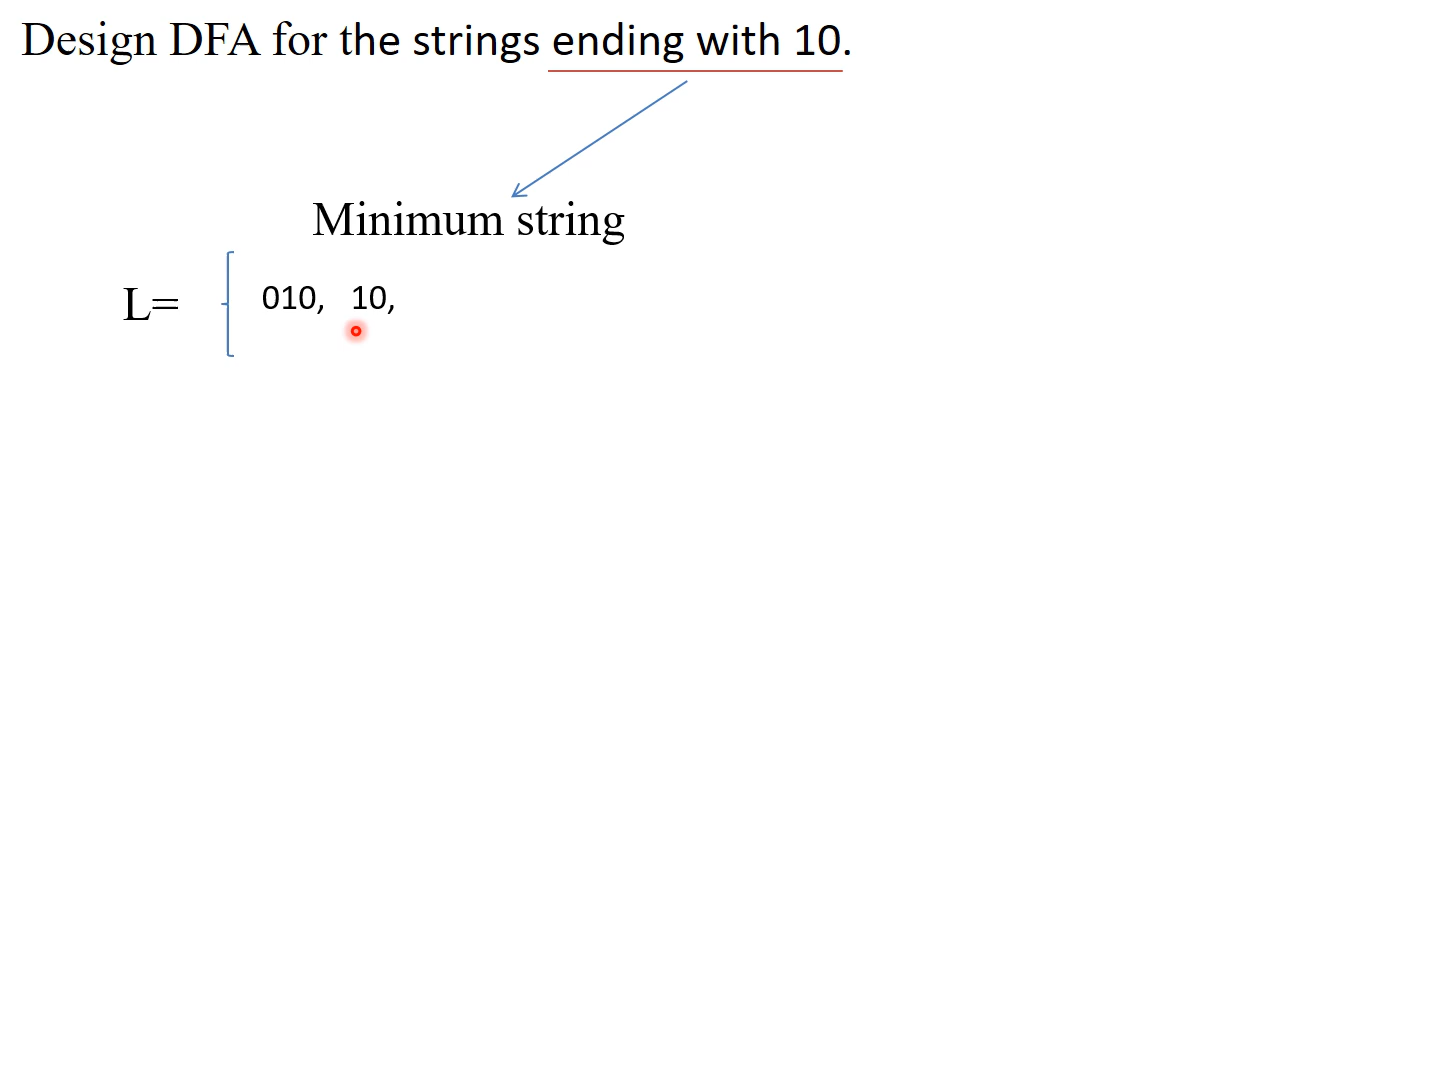 Design DFA for the strings ending with 10.
Minimum string
L= 010, 10,